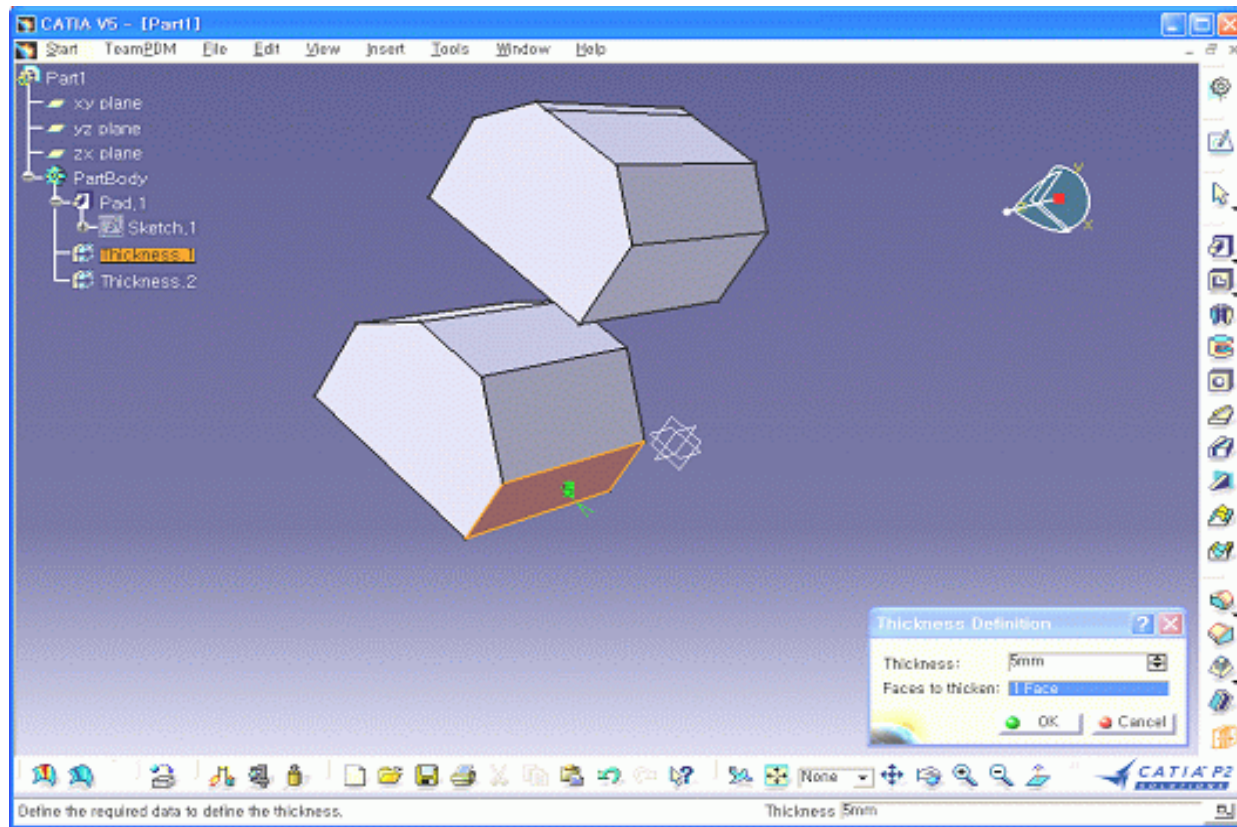 CATIA V5 - [Part1]
Start TeamPDM File Edit View Insert Tools Window Help
Part1
xy plane
yz plane
zx plane
PartBody
Pad.1
Sketch.1
Thickness.1
Thickness.2
5
Thickness Definition
Thickness: 5mm
Faces to thicken: 1 Face
OK Cancel
None
CATIA P2
SOLUTIONS
Define the required data to define the thickness. Thickness 5mm